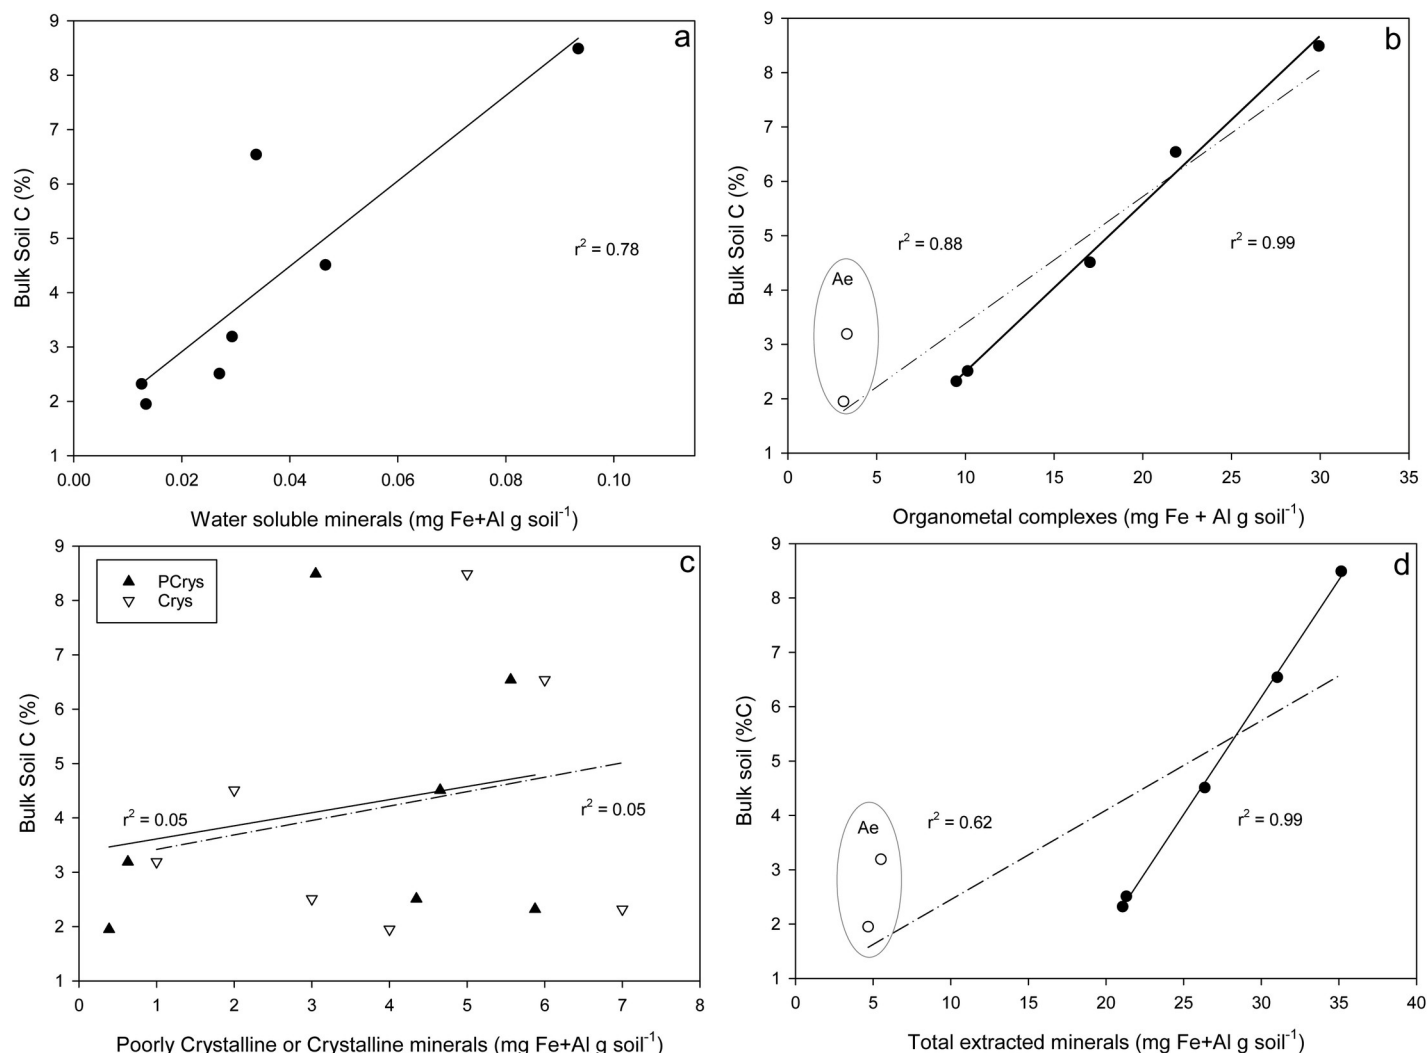 a
9
8
7
6
5
4
3
2
1
Bulk Soil C (%)
r² = 0.78
0.00 0.02 0.04 0.06 0.08 0.10
Water soluble minerals (mg Fe+Al g soil⁻¹)
b
9
8
7
6
5
4
3
2
1
Bulk Soil C (%)
r² = 0.88
r² = 0.99
Ae
0 5 10 15 20 25 30 35
Organometal complexes (mg Fe + Al g soil⁻¹)
c
PCrys
Crys
9
8
7
6
5
4
3
2
1
Bulk Soil C (%)
r² = 0.05
r² = 0.05
0 1 2 3 4 5 6 7 8
Poorly Crystalline or Crystalline minerals (mg Fe+Al g soil⁻¹)
d
9
8
7
6
5
4
3
2
1
Bulk soil (%C)
Ae
r² = 0.62
r² = 0.99
0 5 10 15 20 25 30 35 40
Total extracted minerals (mg Fe+Al g soil⁻¹)